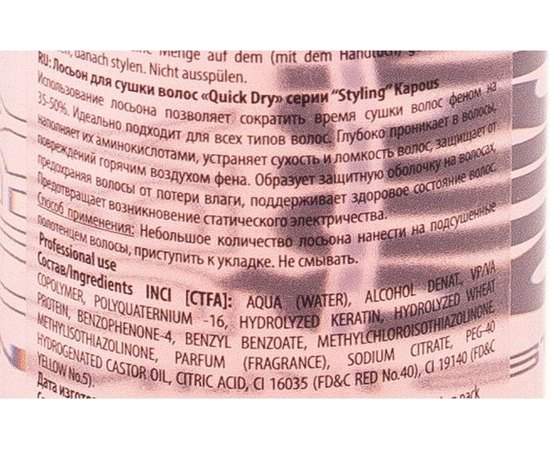 eine Menge auf dem (mit dem Handtuch) g
, danach stylen. Nicht ausspülen.
RU: Лосьон для сушки волос «Quick Dry» серии "Styling" Kapous
Использование лосьона позволяет сократить время сушки волос феном на
35-50%. Идеально подходит для всех типов волос. Глубоко проникает в волосы,
наполняет их аминокислотами, устраняет сухость и ломкость волос, защищает от
повреждений горячим воздухом фена. Образует защитную оболочку на волосах,
предохраняя волосы от потери влаги, поддерживает здоровое состояние волос.
Предотвращает возникновение статического электричества.
Способ применения: Небольшое количество лосьона нанести на подсушенные
полотенцем волосы, приступить к укладке. Не смывать.
Professional use
Состав/Ingredients INCI [CTFA]: AQUA (WATER), ALCOHOL DENAT., VP/VA
COPOLYMER, POLYQUATERNIUM -16, HYDROLYZED KERATIN, HYDROLYZED WHEAT
PROTEIN, BENZOPHENONE-4, BENZYL BENZOATE, METHYLCHLOROISOTHIAZOLINONE,
METHYLISOTHIAZOLINONE, PARFUM (FRAGRANCE), SODIUM CITRATE, PEG-40
HYDROGENATED CASTOR OIL, CITRIC ACID, CI 16035 (FD&C RED No.40), CI 19140 (FD&C
YELLOW No.5).
Дата изгото